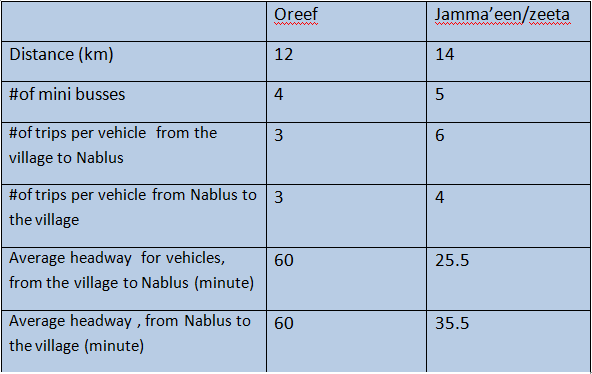 Oreef Jamma'een/zeeta
Distance (km) 12 14
#of mini busses 4 5
#of trips per vehicle from the village to Nablus 3 6
#of trips per vehicle from Nablus to the village 3 4
Average headway for vehicles, from the village to Nablus (minute) 60 25.5
Average headway , from Nablus to the village (minute) 60 35.5